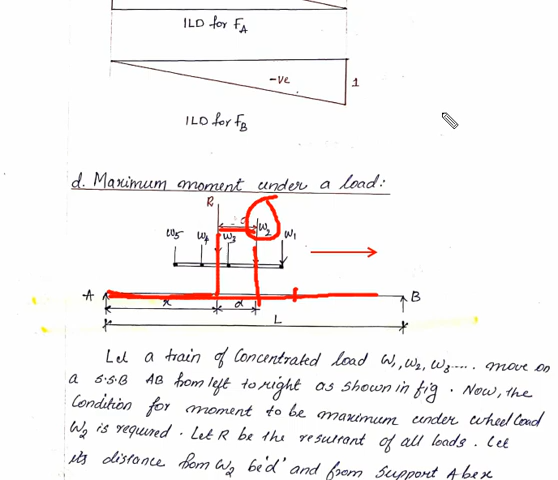 ILD for F_A
-ve
1
ILD for F_B
d. Maximum moment under a load:
R
d
W5 W4 W3 W2 W1
A B
x d
L
Let a train of Concentrated load W1, W2, W3..... move on
a S.S.B AB from left to right as shown in fig. Now, the
Condition for moment to be maximum under wheel load
W2 is required. Let R be the resultant of all loads. Let
its distance from W2 be 'd' and from Support A be x